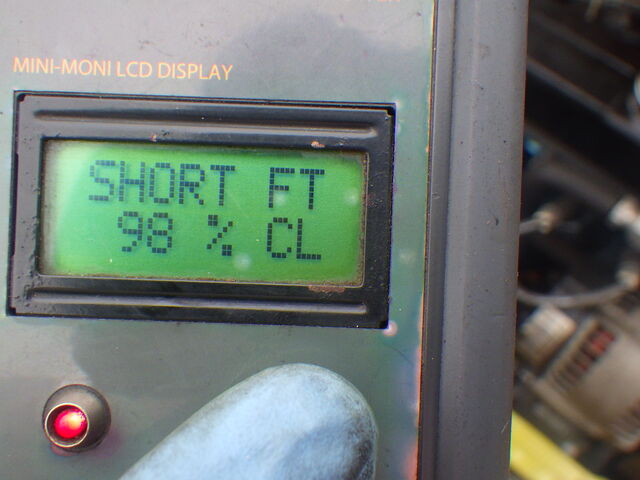 MINI-MONI LCD DISPLAY
SHORT FT
98 % CL